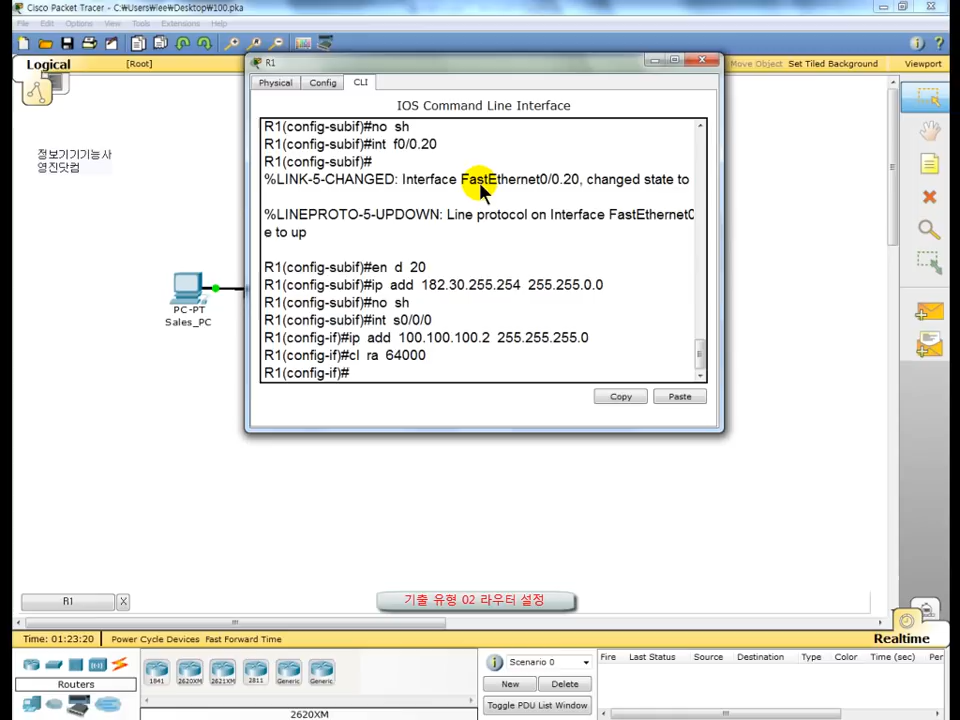 Cisco Packet Tracer - C:₩Users₩lee₩Desktop₩100.pka
File Edit Options View Tools Extensions Help
Logical [Root] Move Object Set Tiled Background Viewport
R1
Physical Config CLI
IOS Command Line Interface
R1(config-subif)#no sh
R1(config-subif)#int f0/0.20
R1(config-subif)#
%LINK-5-CHANGED: Interface FastEthernet0/0.20, changed state to
%LINEPROTO-5-UPDOWN: Line protocol on Interface FastEthernet0
e to up
R1(config-subif)#en d 20
R1(config-subif)#ip add 182.30.255.254 255.255.0.0
R1(config-subif)#no sh
R1(config-subif)#int s0/0/0
R1(config-if)#ip add 100.100.100.2 255.255.255.0
R1(config-if)#cl ra 64000
R1(config-if)#
Copy Paste
정보기기기능사
영진닷컴
PC-PT
Sales_PC
R1 X
기출 유형 02 라우터 설정
Time: 01:23:20 Power Cycle Devices Fast Forward Time
Realtime
Routers
1841 2620XM 2621XM 2811 Generic Generic
2620XM
Scenario 0
New Delete
Toggle PDU List Window
Fire Last Status Source Destination Type Color Time (sec) Per